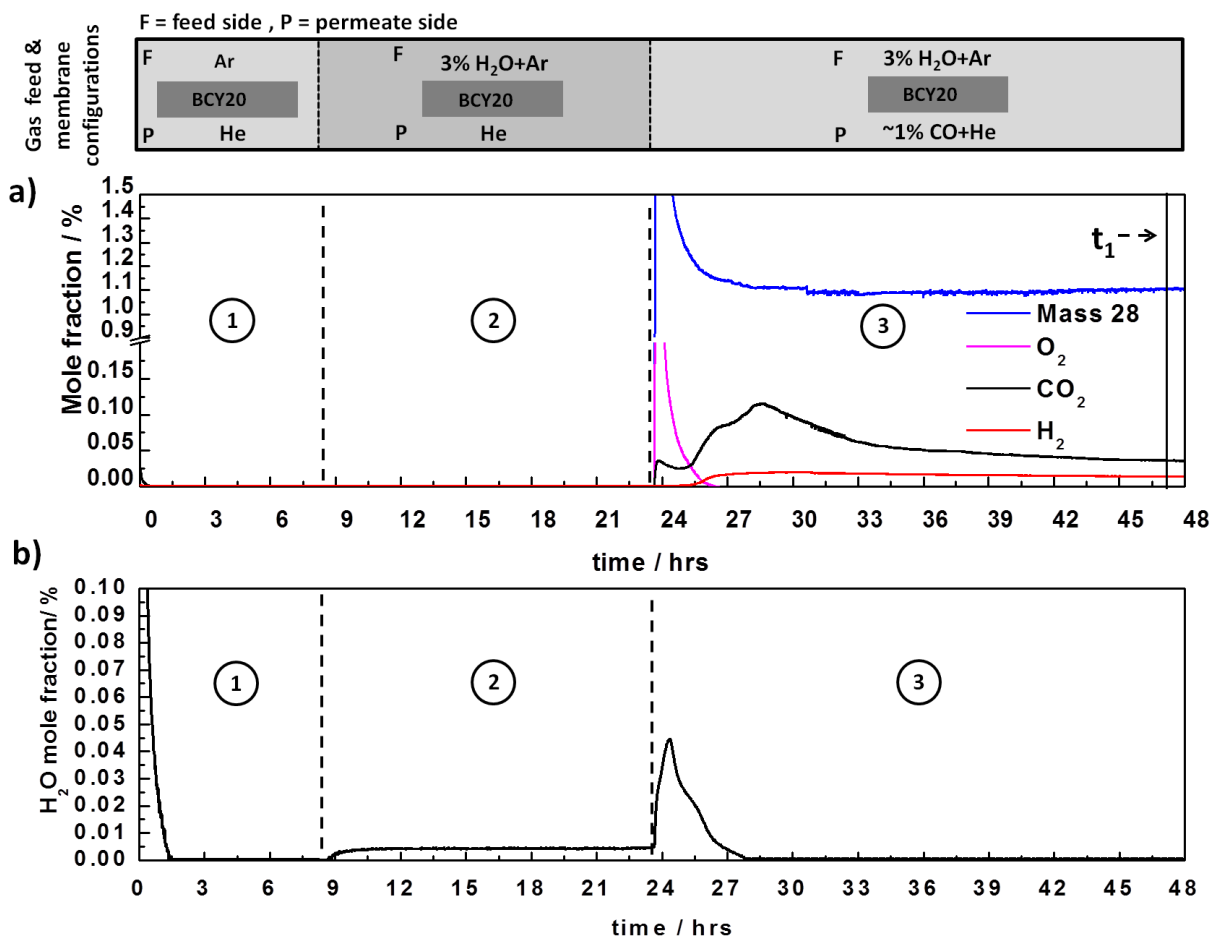 F = feed side , P = permeate side
Gas feed &
membrane
configurations
F
Ar
BCY20
P
He
F
3% H2O+Ar
BCY20
P
He
F
3% H2O+Ar
BCY20
P
~1% CO+He
a)
Mole fraction / %
1.5
1.4
1.3
1.2
1.1
1.0
0.9
0.15
0.10
0.05
0.00
1
2
3
t1
Mass 28
O2
CO2
H2
0 3 6 9 12 15 18 21 24 27 30 33 36 39 42 45 48
time / hrs
b)
H2O mole fraction/ %
0.10
0.09
0.08
0.07
0.06
0.05
0.04
0.03
0.02
0.01
0.00
1
2
3
0 3 6 9 12 15 18 21 24 27 30 33 36 39 42 45 48
time / hrs